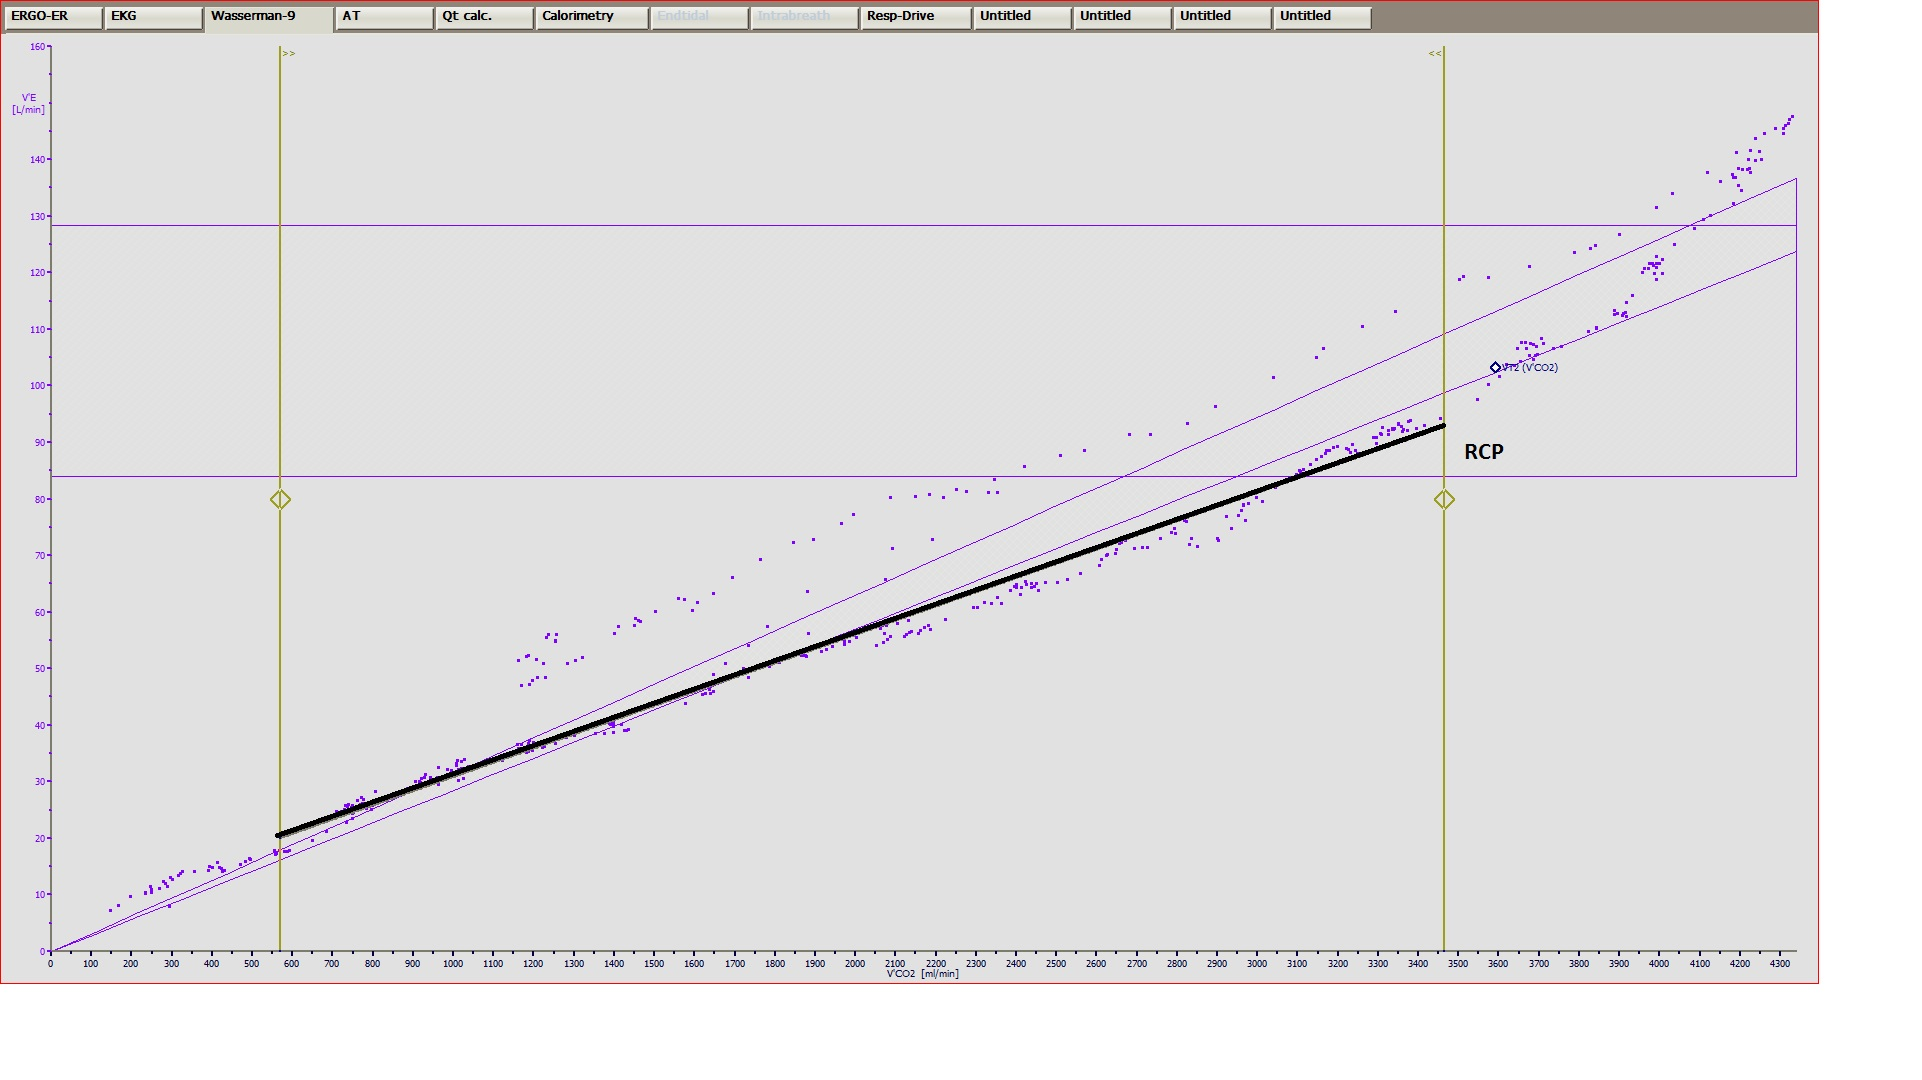 ERGO-ER EKG Wasserman-9 AT Qt calc. Calorimetry Endtidal Intrabreath Resp-Drive Untitled Untitled Untitled Untitled
160
>> <<
V'E
[L/min]
140
130
120
110
100
VT2 (V'CO2)
90
RCP
80
70
60
50
40
30
20
10
0
0 100 200 300 400 500 600 700 800 900 1000 1100 1200 1300 1400 1500 1600 1700 1800 1900 2000 2100 2200 2300 2400 2500 2600 2700 2800 2900 3000 3100 3200 3300 3400 3500 3600 3700 3800 3900 4000 4100 4200 4300
V'CO2 [ml/min]